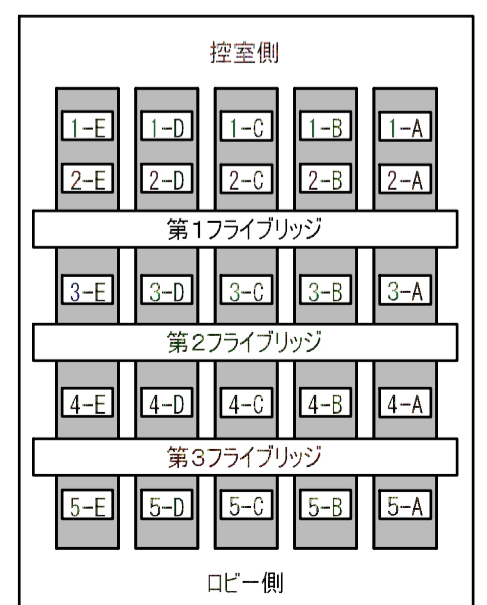 控室側
1-E 1-D 1-C 1-B 1-A
2-E 2-D 2-C 2-B 2-A
第1フライブリッジ
3-E 3-D 3-C 3-B 3-A
第2フライブリッジ
4-E 4-D 4-C 4-B 4-A
第3フライブリッジ
5-E 5-D 5-C 5-B 5-A
ロビー側